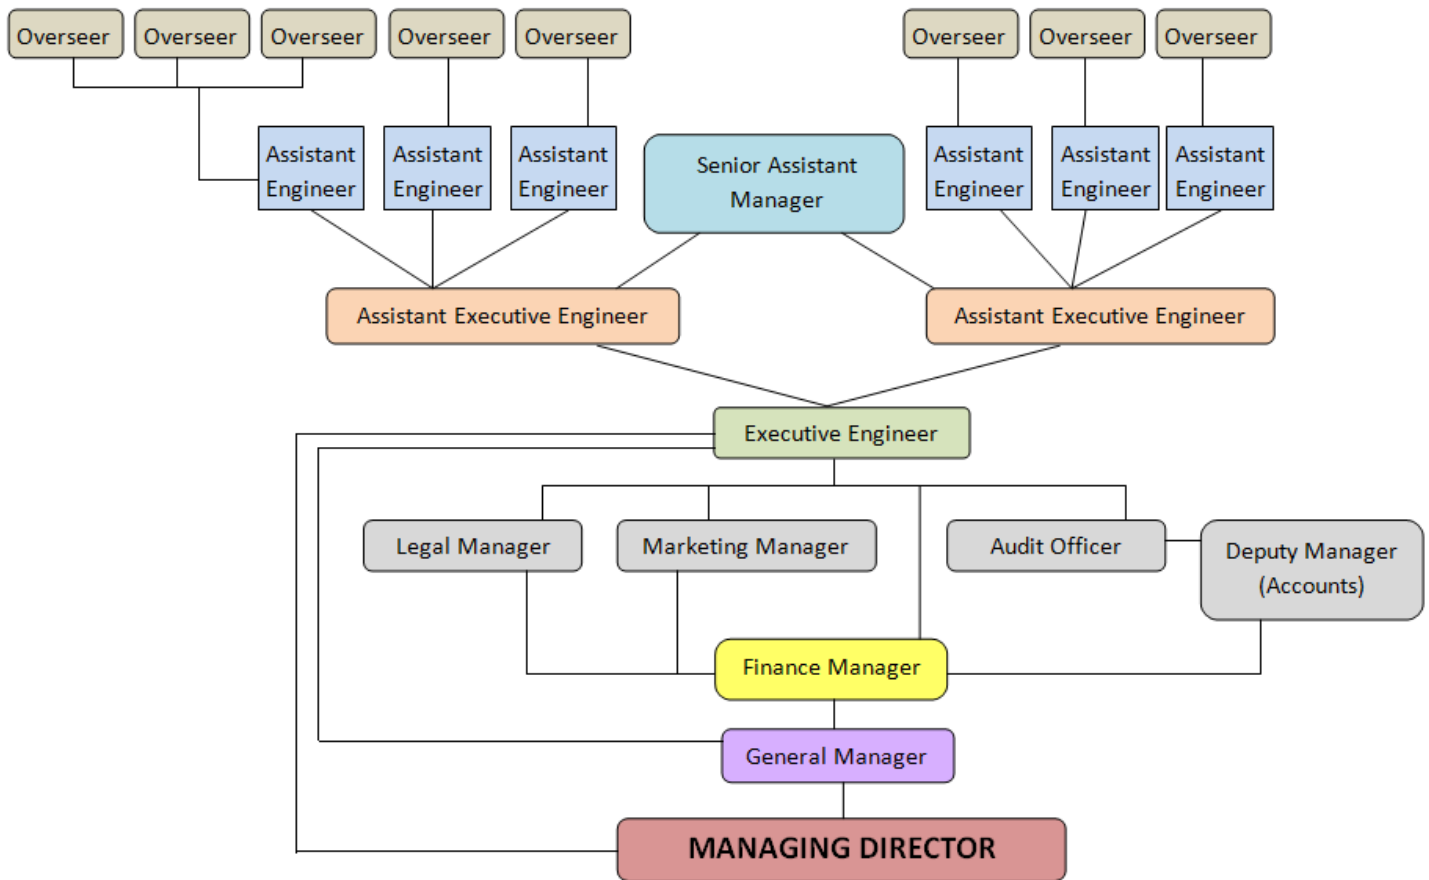 Overseer
Overseer
Overseer
Overseer
Overseer
Overseer
Overseer
Overseer
Assistant
Engineer
Assistant
Engineer
Assistant
Engineer
Senior Assistant
Manager
Assistant
Engineer
Assistant
Engineer
Assistant
Engineer
Assistant Executive Engineer
Assistant Executive Engineer
Executive Engineer
Legal Manager
Marketing Manager
Audit Officer
Deputy Manager
(Accounts)
Finance Manager
General Manager
MANAGING DIRECTOR